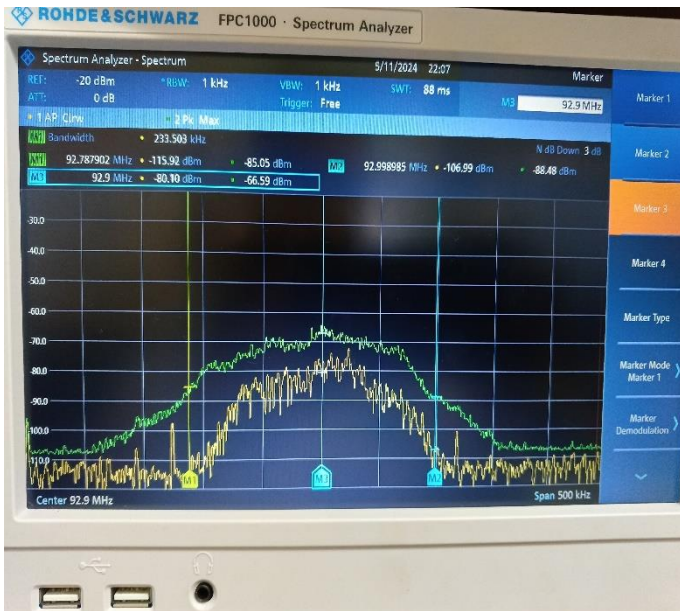 ROHDE&SCHWARZ FPC1000 · Spectrum Analyzer
Spectrum Analyzer - Spectrum 5/11/2024 22:07 Marker
REF: -20 dBm *RBW: 1 kHz VBW: 1 kHz SWT: 88 ms
ATT: 0 dB Trigger: Free M3 92.9 MHz
1 AP Clrw 2 Pk Max
Bandwidth 233.503 kHz N dB Down 3 dB
M1 92.787902 MHz -115.92 dBm -85.05 dBm M2 92.998985 MHz -106.99 dBm -88.48 dBm
M3 92.9 MHz -80.10 dBm -66.59 dBm
-30.0
-40.0
-50.0
-60.0
-70.0
-80.0
-90.0
-100.0
-110.0
M1 M3 M2
Center 92.9 MHz Span 500 kHz
Marker 1
Marker 2
Marker 3
Marker 4
Marker Type
Marker Mode
Marker 1
Marker
Demodulation